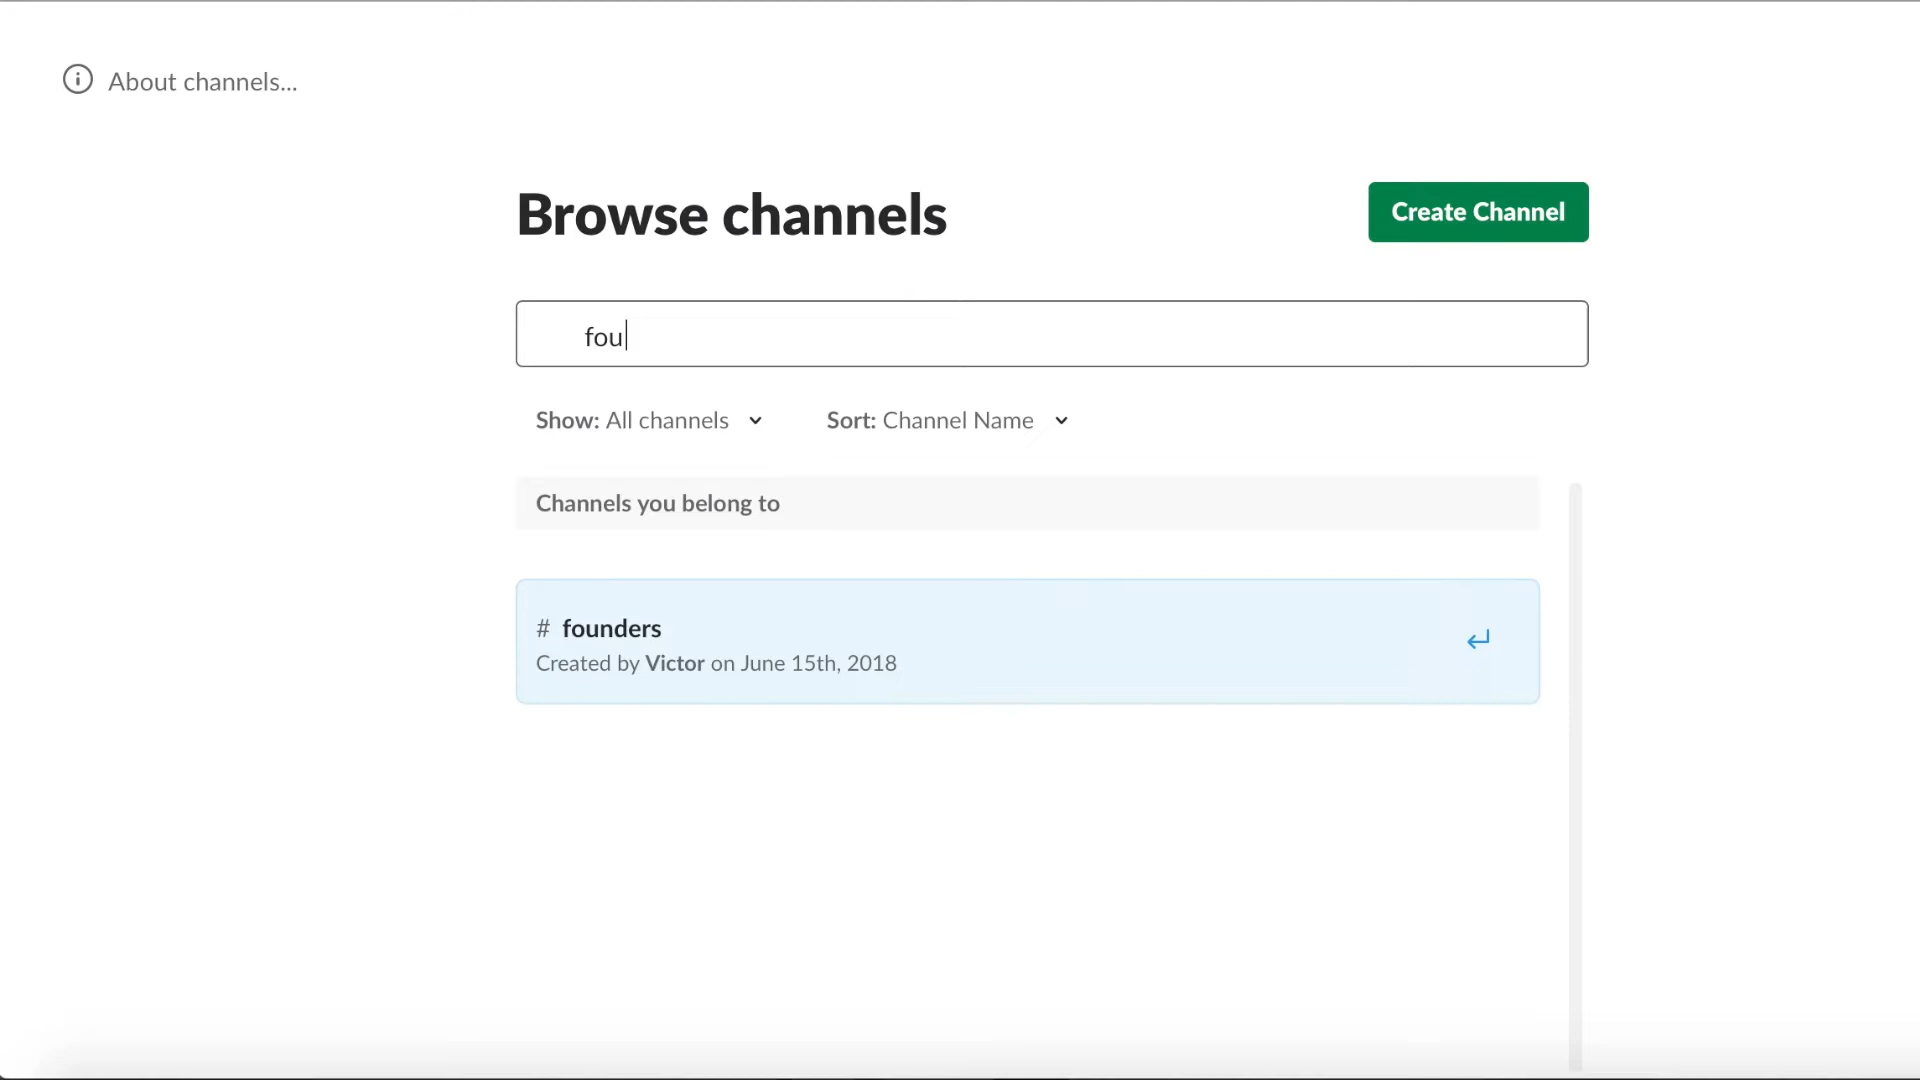 About channels...
Browse channels
Create Channel
fou
Show: All channels
Sort: Channel Name
Channels you belong to
# founders
Created by Victor on June 15th, 2018